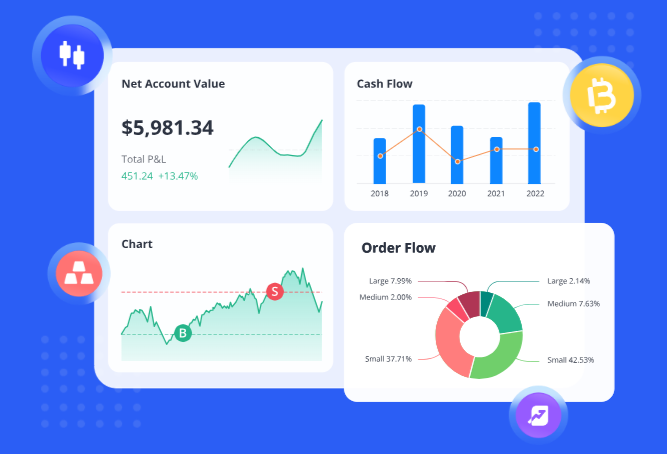 Net Account Value
$5,981.34
Total P&L
451.24 +13.47%
Cash Flow
2018 2019 2020 2021 2022
Chart
S
B
Order Flow
Large 7.99% Large 2.14%
Medium 2.00% Medium 7.63%
Small 37.71% Small 42.53%